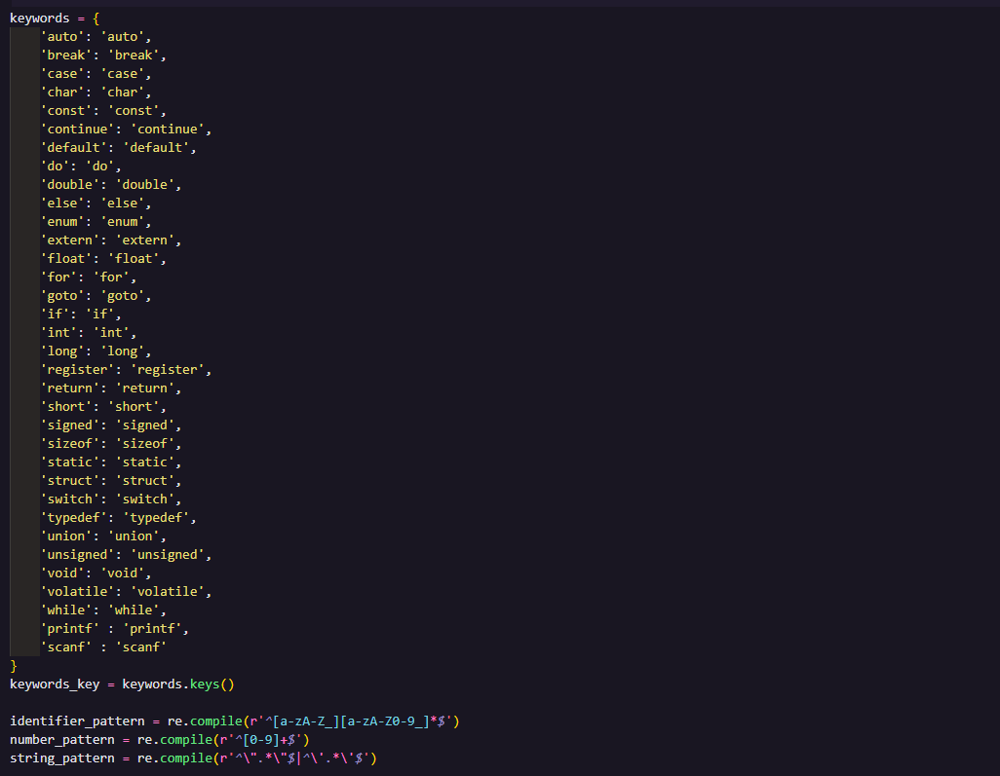 keywords = {
    'auto': 'auto',
    'break': 'break',
    'case': 'case',
    'char': 'char',
    'const': 'const',
    'continue': 'continue',
    'default': 'default',
    'do': 'do',
    'double': 'double',
    'else': 'else',
    'enum': 'enum',
    'extern': 'extern',
    'float': 'float',
    'for': 'for',
    'goto': 'goto',
    'if': 'if',
    'int': 'int',
    'long': 'long',
    'register': 'register',
    'return': 'return',
    'short': 'short',
    'signed': 'signed',
    'sizeof': 'sizeof',
    'static': 'static',
    'struct': 'struct',
    'switch': 'switch',
    'typedef': 'typedef',
    'union': 'union',
    'unsigned': 'unsigned',
    'void': 'void',
    'volatile': 'volatile',
    'while': 'while',
    'printf' : 'printf',
    'scanf' : 'scanf'
}
keywords_key = keywords.keys()

identifier_pattern = re.compile(r'^[a-zA-Z_][a-zA-Z0-9_]*$')
number_pattern = re.compile(r'^[0-9]+$')
string_pattern = re.compile(r'^\".*\"$|^\'.*\'$')